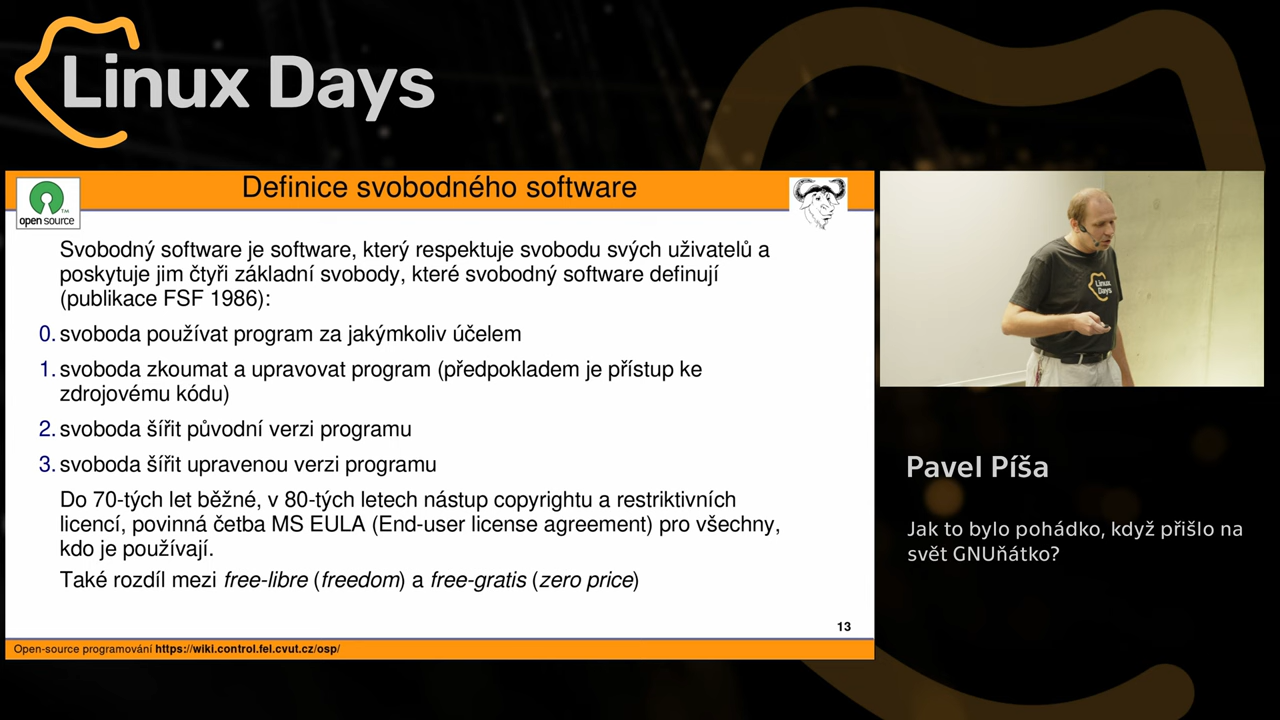 Linux Days
Definice svobodného software
open source
TM
Svobodný software je software, který respektuje svobodu svých uživatelů a
poskytuje jim čtyři základní svobody, které svobodný software definují
(publikace FSF 1986):
0. svoboda používat program za jakýmkoliv účelem
1. svoboda zkoumat a upravovat program (předpokladem je přístup ke
zdrojovému kódu)
2. svoboda šířit původní verzi programu
3. svoboda šířit upravenou verzi programu
Do 70-tých let běžné, v 80-tých letech nástup copyrightu a restriktivních
licencí, povinná četba MS EULA (End-user license agreement) pro všechny,
kdo je používají.
Také rozdíl mezi free-libre (freedom) a free-gratis (zero price)
13
Open-source programování https://wiki.control.fel.cvut.cz/osp/
Linux
Days
Pavel Píša
Jak to bylo pohádko, když přišlo na
svět GNUňátko?